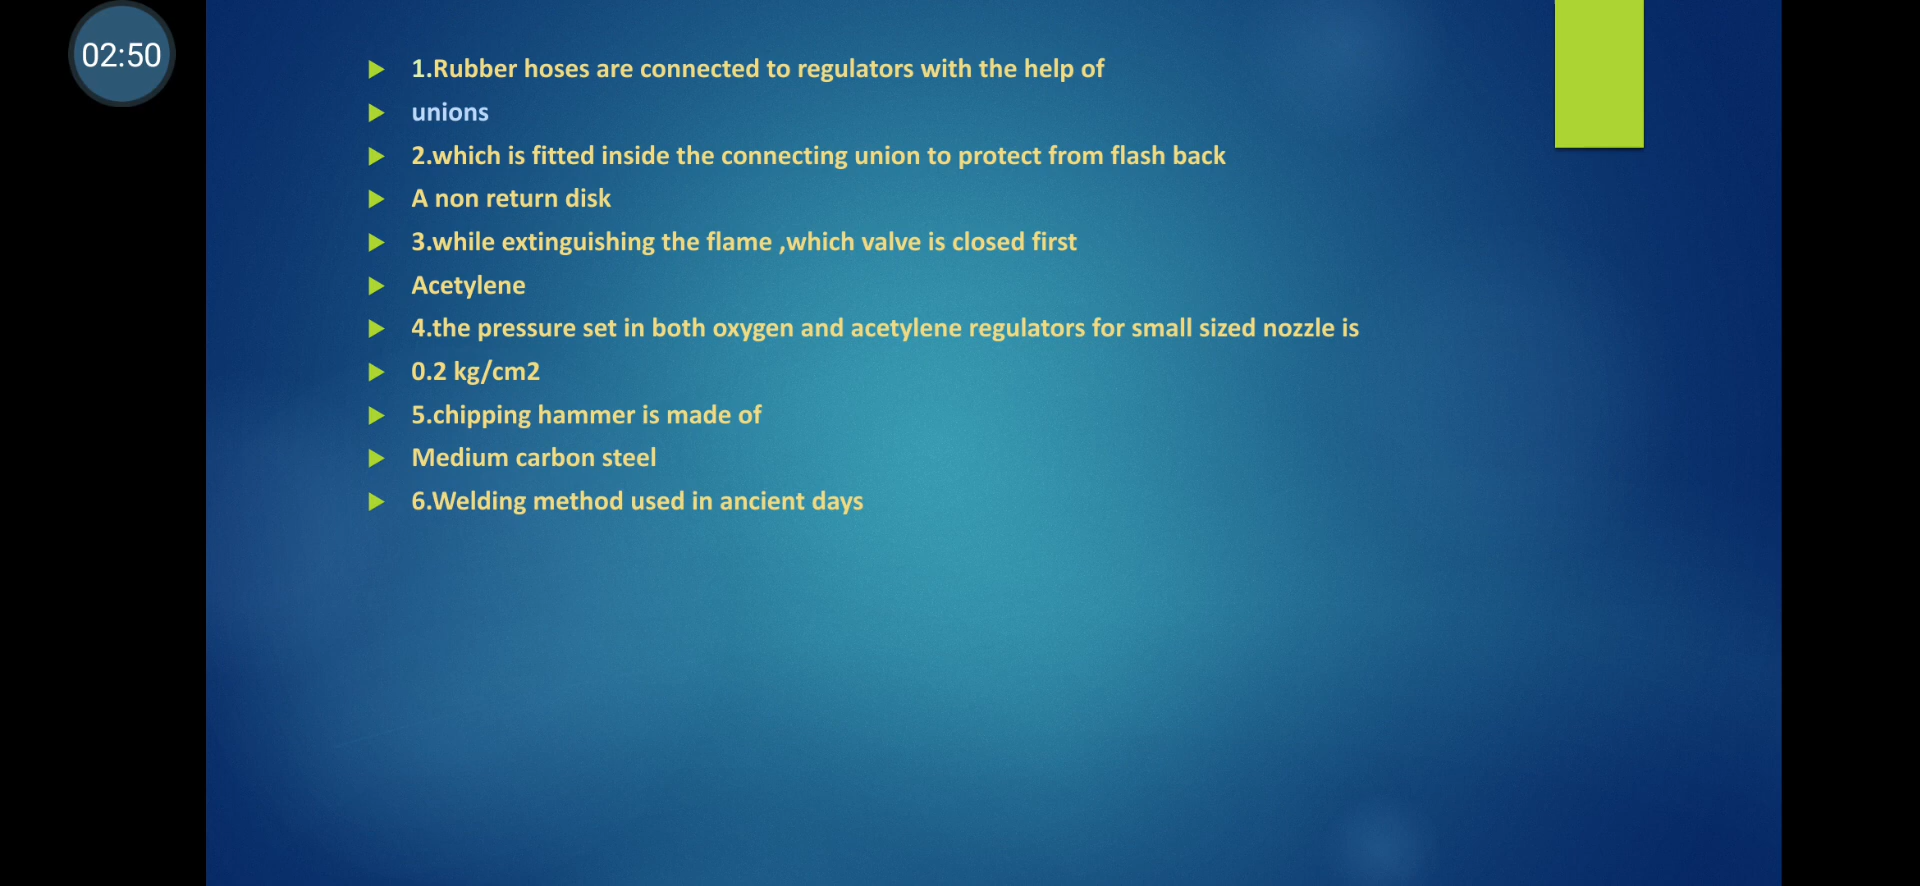 02:50
1.Rubber hoses are connected to regulators with the help of
unions
2.which is fitted inside the connecting union to protect from flash back
A non return disk
3.while extinguishing the flame ,which valve is closed first
Acetylene
4.the pressure set in both oxygen and acetylene regulators for small sized nozzle is
0.2 kg/cm2
5.chipping hammer is made of
Medium carbon steel
6.Welding method used in ancient days